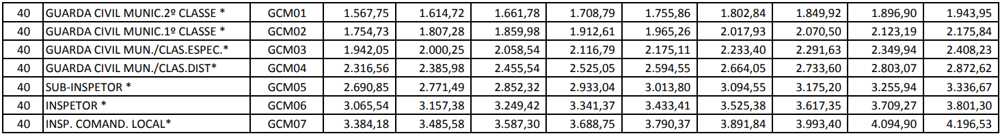 40 GUARDA CIVIL MUNIC.2º CLASSE * GCM01 1.567,75 1.614,72 1.661,78 1.708,79 1.755,86 1.802,84 1.849,92 1.896,90 1.943,95
40 GUARDA CIVIL MUNIC.1º CLASSE * GCM02 1.754,73 1.807,28 1.859,98 1.912,61 1.965,26 2.017,93 2.070,50 2.123,19 2.175,84
40 GUARDA CIVIL MUN./CLAS.ESPEC.* GCM03 1.942,05 2.000,25 2.058,54 2.116,79 2.175,11 2.233,40 2.291,63 2.349,94 2.408,23
40 GUARDA CIVIL MUN./CLAS.DIST* GCM04 2.316,56 2.385,98 2.455,54 2.525,05 2.594,55 2.664,05 2.733,60 2.803,07 2.872,62
40 SUB-INSPETOR * GCM05 2.690,85 2.771,49 2.852,32 2.933,04 3.013,80 3.094,55 3.175,20 3.255,94 3.336,67
40 INSPETOR * GCM06 3.065,54 3.157,38 3.249,42 3.341,37 3.433,41 3.525,38 3.617,35 3.709,27 3.801,30
40 INSP. COMAND. LOCAL* GCM07 3.384,18 3.485,58 3.587,30 3.688,75 3.790,37 3.891,84 3.993,40 4.094,90 4.196,53